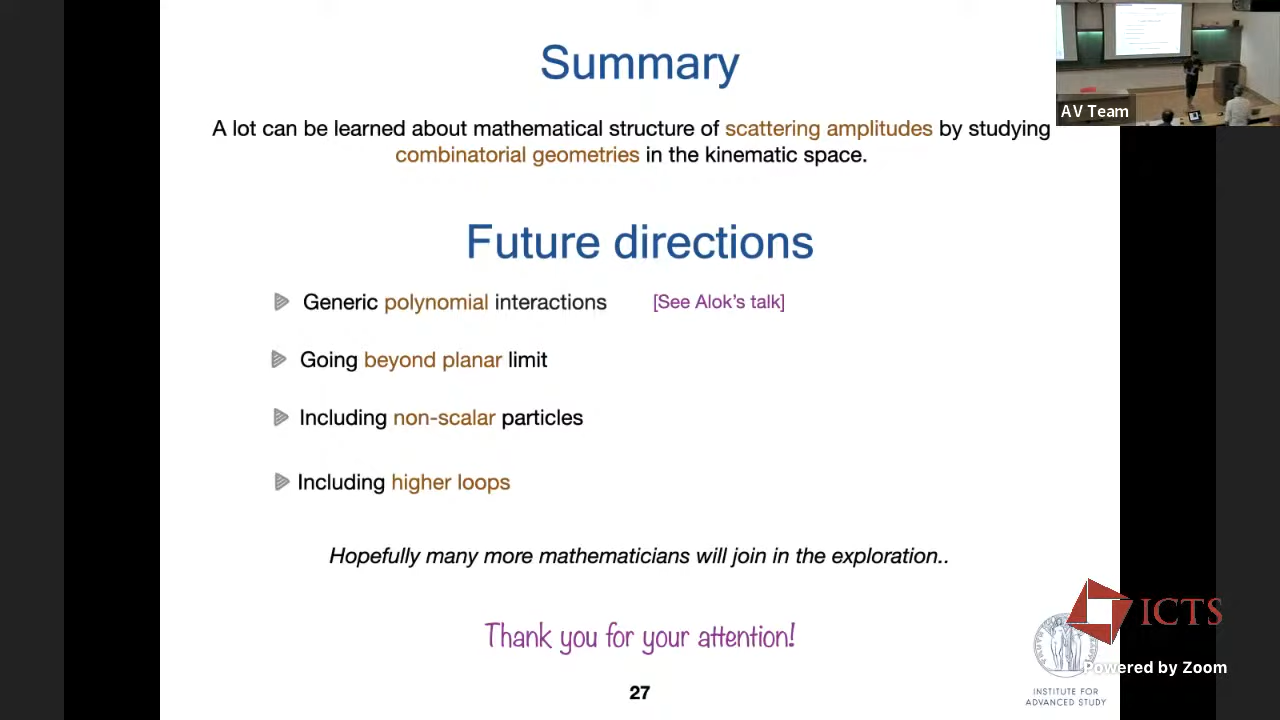 Summary
A lot can be learned about mathematical structure of scattering amplitudes by studying
combinatorial geometries in the kinematic space.
Future directions
Generic polynomial interactions [See Alok's talk]
Going beyond planar limit
Including non-scalar particles
Including higher loops
Hopefully many more mathematicians will join in the exploration..
Thank you for your attention!
27
AV Team
ICTS
Powered by Zoom
INSTITUTE FOR
ADVANCED STUDY